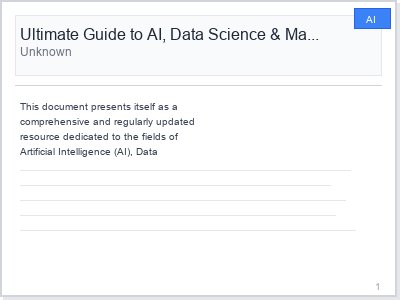 AI
Ultimate Guide to AI, Data Science & Ma...
Unknown
This document presents itself as a
comprehensive and regularly updated
resource dedicated to the fields of
Artificial Intelligence (AI), Data
1